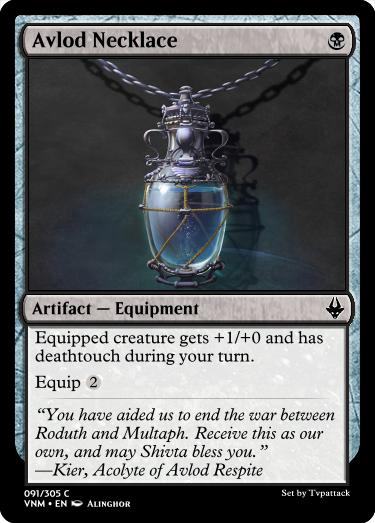 Avlod Necklace
Artifact — Equipment
Equipped creature gets +1/+0 and has
deathtouch during your turn.
Equip 2
“You have aided us to end the war between
Roduth and Multaph. Receive this as our
own, and may Shivta bless you.”
—Kier, Acolyte of Avlod Respite
091/305 C
VNM • EN Alinghor
Set by Tvpattack